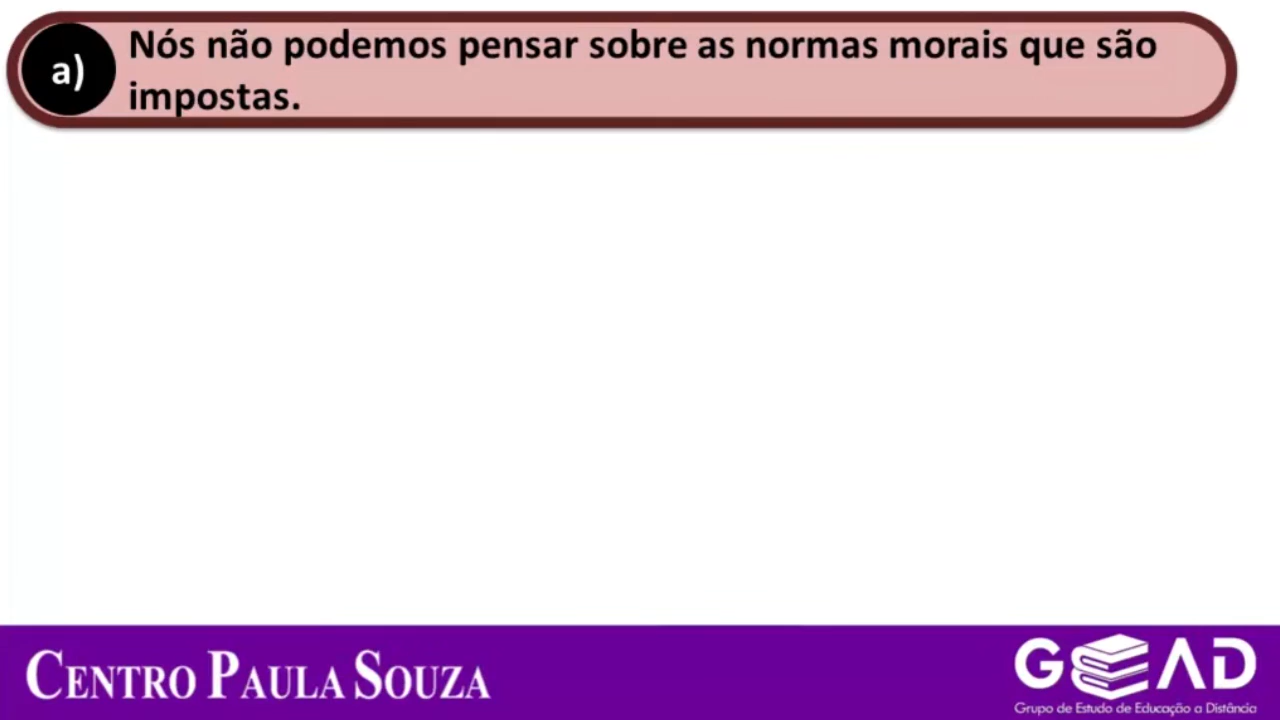 a)
Nós não podemos pensar sobre as normas morais que são
impostas.
CENTRO PAULA SOUZA
GEAD
Grupo de Estudo de Educação a Distância